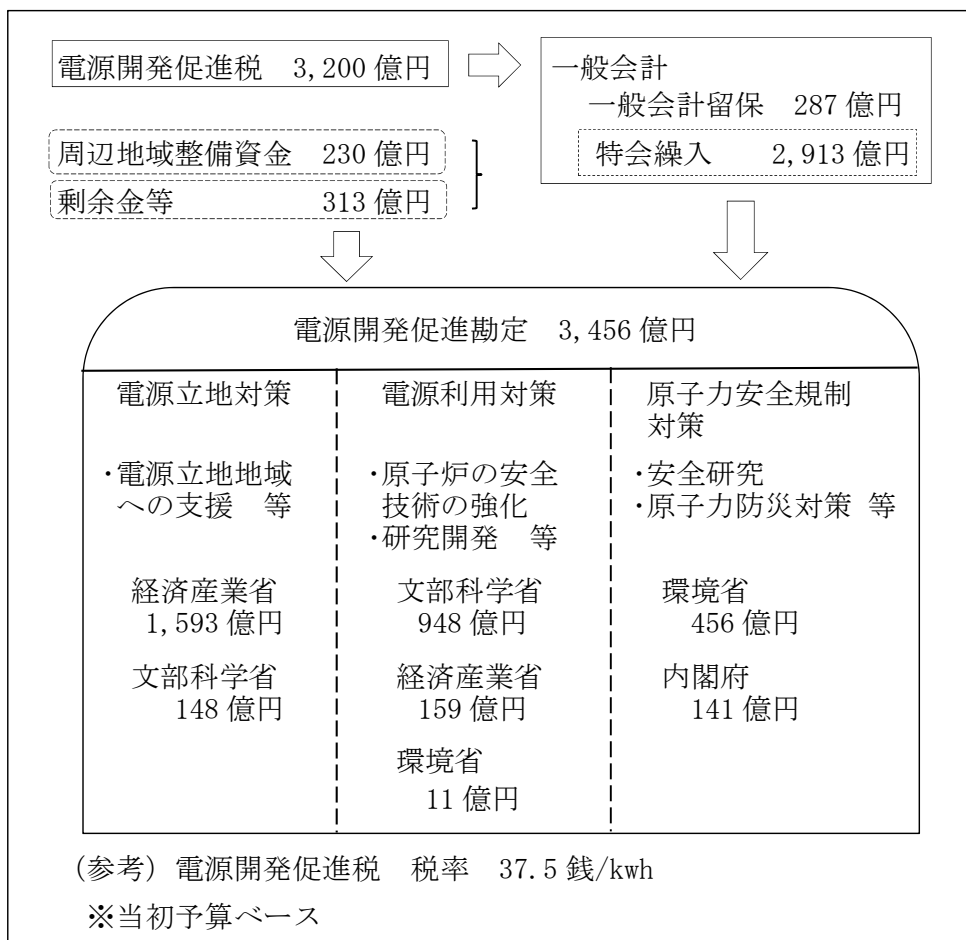 電源開発促進税 3,200億円
一般会計
一般会計留保 287億円
特会繰入 2,913億円
周辺地域整備資金 230億円
剰余金等 313億円
電源開発促進勘定 3,456億円
電源立地対策
・電源立地地域
への支援 等
経済産業省
1,593億円
文部科学省
148億円
電源利用対策
・原子炉の安全
技術の強化
・研究開発 等
文部科学省
948億円
経済産業省
159億円
環境省
11億円
原子力安全規制
対策
・安全研究
・原子力防災対策 等
環境省
456億円
内閣府
141億円
(参考) 電源開発促進税 税率 37.5銭/kwh
※当初予算ベース